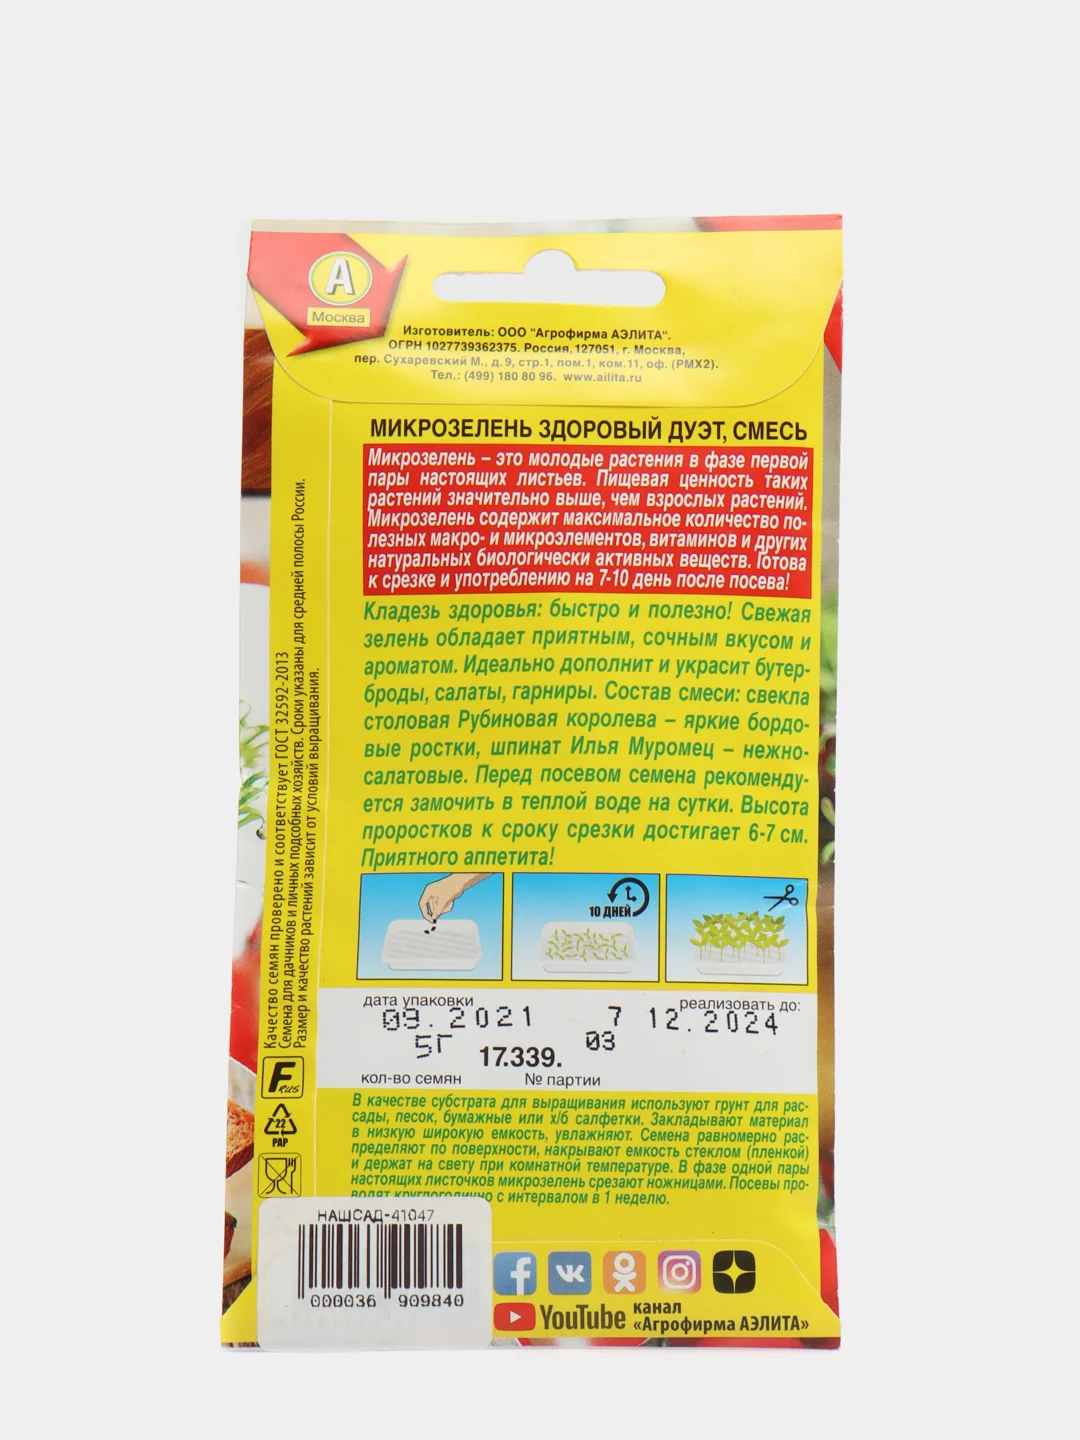 А
Москва
Изготовитель: ООО "Агрофирма АЭЛИТА".
ОГРН 1027739362375. Россия, 127051, г. Москва,
пер. Сухаревский М., д.9, стр.1, пом.1, ком.11, оф. (РМХ2).
Тел.: (499) 180 80 96. www.ailita.ru
МИКРОЗЕЛЕНЬ ЗДОРОВЫЙ ДУЭТ, СМЕСЬ
Микрозелень – это молодые растения в фазе первой
пары настоящих листьев. Пищевая ценность таких
растений значительно выше, чем взрослых растений.
Микрозелень содержит максимальное количество по-
лезных макро- и микроэлементов, витаминов и других
натуральных биологически активных веществ. Готова
к срезке и употреблению на 7-10 день после посева!
Кладезь здоровья: быстро и полезно! Свежая
зелень обладает приятным, сочным вкусом и
ароматом. Идеально дополнит и украсит бутер-
броды, салаты, гарниры. Состав смеси: свекла
столовая Рубиновая королева – яркие бордо-
вые ростки, шпинат Илья Муромец – нежно-
салатовые. Перед посевом семена рекоменду-
ется замочить в теплой воде на сутки. Высота
проростков к сроку срезки достигает 6-7 см.
Приятного аппетита!
10 ДНЕЙ
дата упаковки
реализовать до:
09.2021 7 12.2024
5Г 17.339. 03
кол-во семян № партии
В качестве субстрата для выращивания используют грунт для рас-
сады, песок, бумажные или х/б салфетки. Закладывают материал
в низкую широкую емкость, увлажняют. Семена равномерно рас-
пределяют по поверхности, накрывают емкость стеклом (пленкой)
и держат на свету при комнатной температуре. В фазе одной пары
настоящих листочков микрозелень срезают ножницами. Посевы про-
водят круглогодично с интервалом в 1 неделю.
Качество семян проверено и соответствует ГОСТ 32592-2013
Семена для дачников и личных подсобных хозяйств. Сроки указаны для средней полосы России.
Размер и качество растений зависит от условий выращивания.
F RUS
22
PAP
НАШСАД-41047
000036 909840
YouTube канал
«Агрофирма АЭЛИТА»